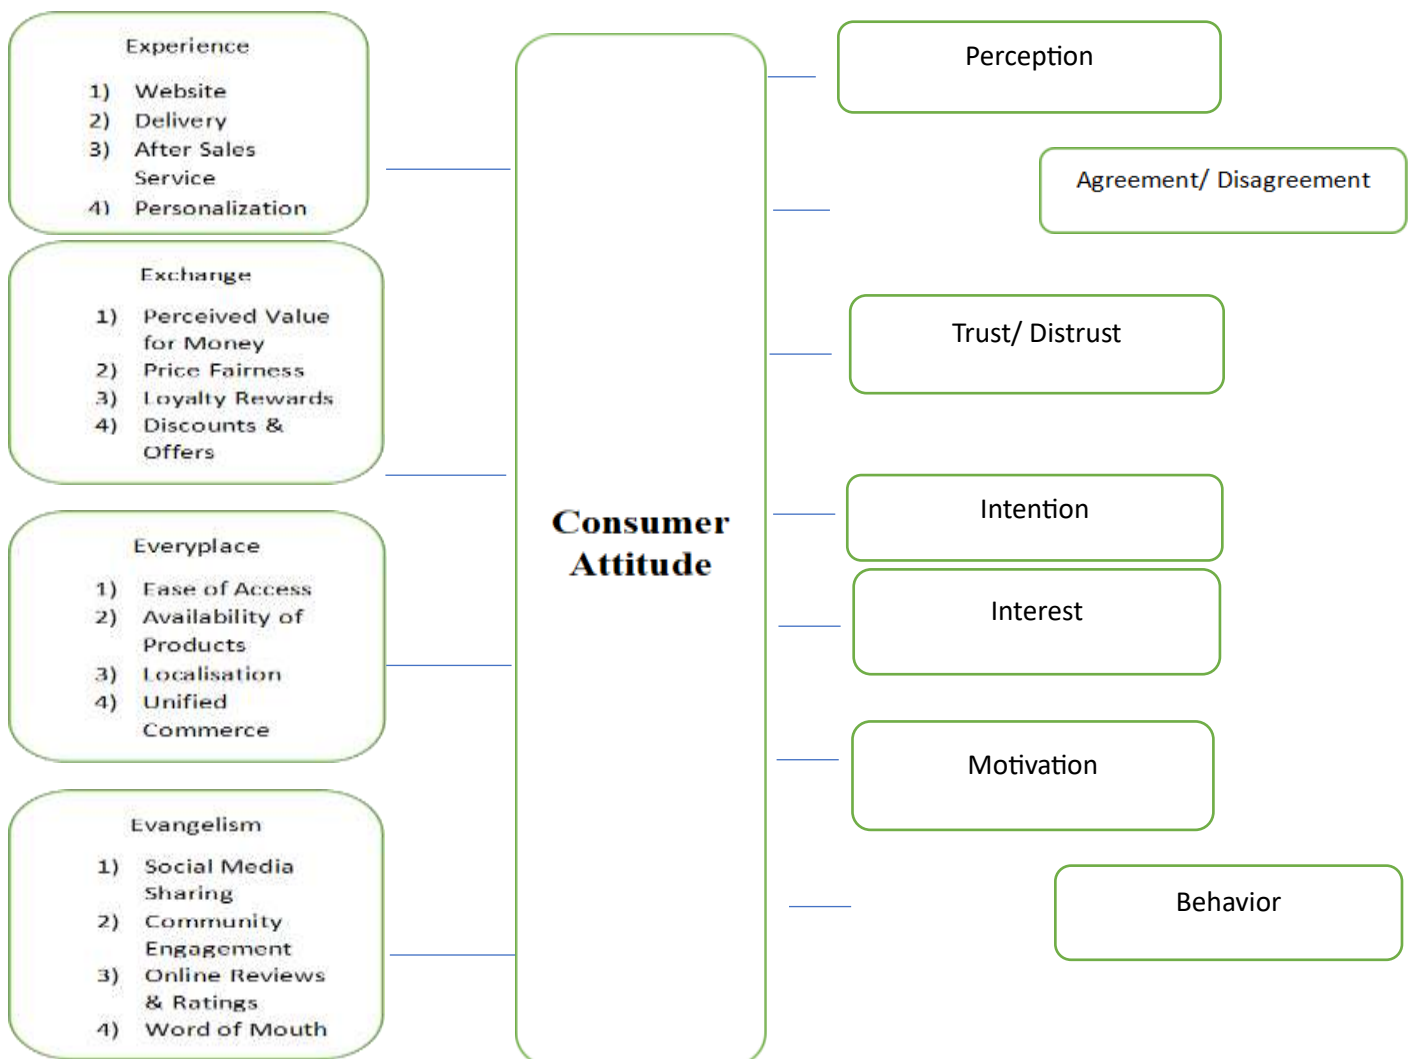 Experience
1) Website
2) Delivery
3) After Sales
Service
4) Personalization
Exchange
1) Perceived Value
for Money
2) Price Fairness
3) Loyalty Rewards
4) Discounts &
Offers
Everyplace
1) Ease of Access
2) Availability of
Products
3) Localisation
4) Unified
Commerce
Evangelism
1) Social Media
Sharing
2) Community
Engagement
3) Online Reviews
& Ratings
4) Word of Mouth
Consumer
Attitude
Perception
Agreement/ Disagreement
Trust/ Distrust
Intention
Interest
Motivation
Behavior